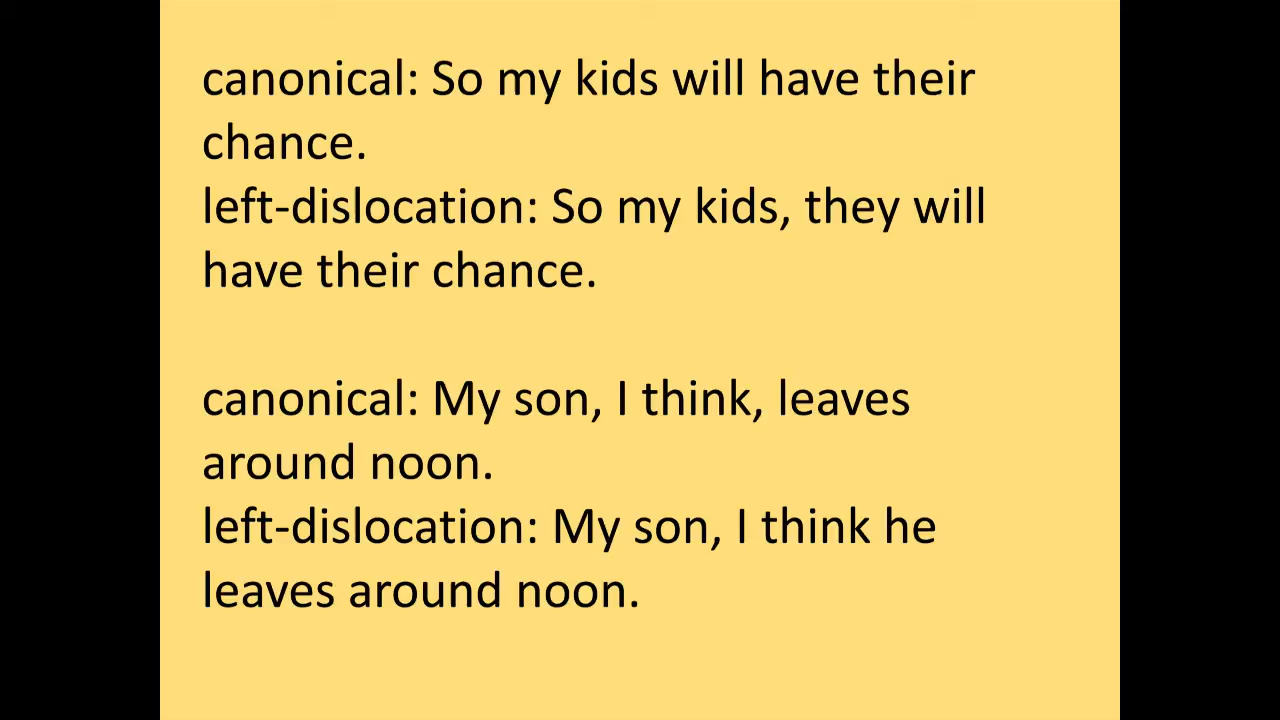 canonical: So my kids will have their
chance.
left-dislocation: So my kids, they will
have their chance.
canonical: My son, I think, leaves
around noon.
left-dislocation: My son, I think he
leaves around noon.